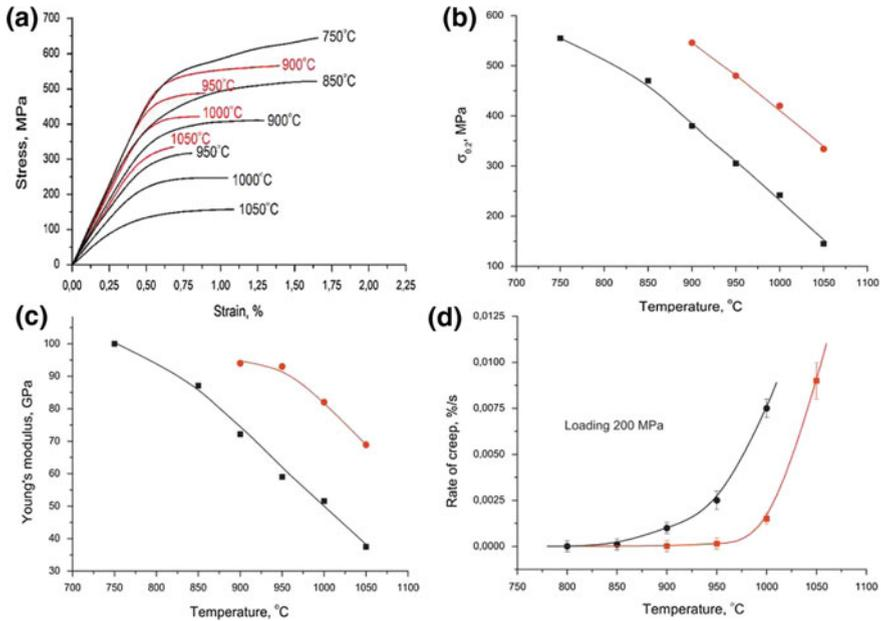 (a)
Stress, MPa
700
600
500
400
300
200
100
0
750°C
900°C
950°C
850°C
1000°C
900°C
1050°C
950°C
1000°C
1050°C
0,00 0,25 0,50 0,75 1,00 1,25 1,50 1,75 2,00 2,25
Strain, %
(b)
σ0.2, MPa
600
500
400
300
200
100
700 750 800 850 900 950 1000 1050 1100
Temperature, °C
(c)
Young's modulus, GPa
100
90
80
70
60
50
40
30
700 750 800 850 900 950 1000 1050 1100
Temperature, °C
(d)
Rate of creep, %/s
0,0125
0,0100
0,0075
0,0050
0,0025
0,0000
Loading 200 MPa
750 800 850 900 950 1000 1050 1100
Temperature, °C